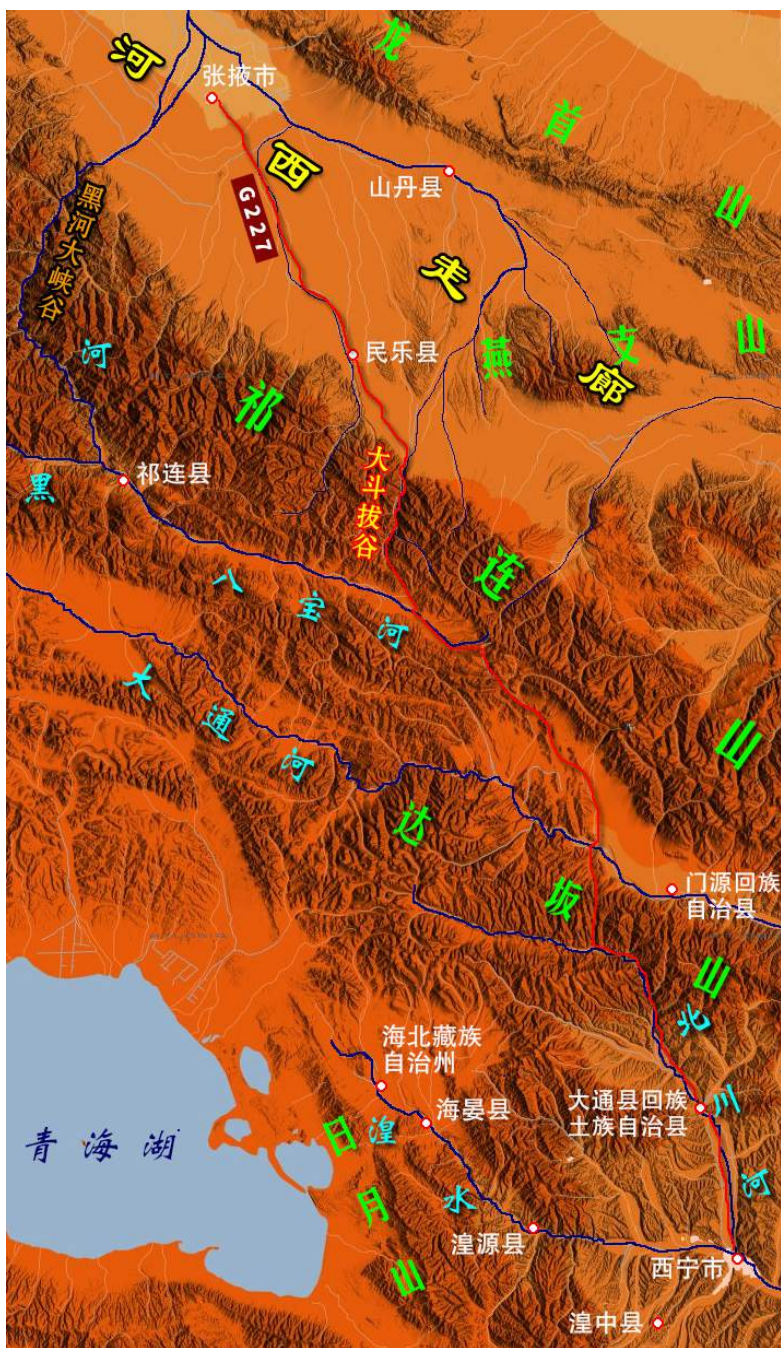 河西走廊
龙首山
张掖市
山丹县
G227
黑河大峡谷
燕支山
民乐县
祁连山
祁连县
大斗拔谷
黑河
八宝河
大通河
达坂山
门源回族
自治县
北川河
海北藏族
自治州
海晏县
大通县回族
土族自治县
青海湖
日月山
湟水
湟源县
西宁市
湟中县